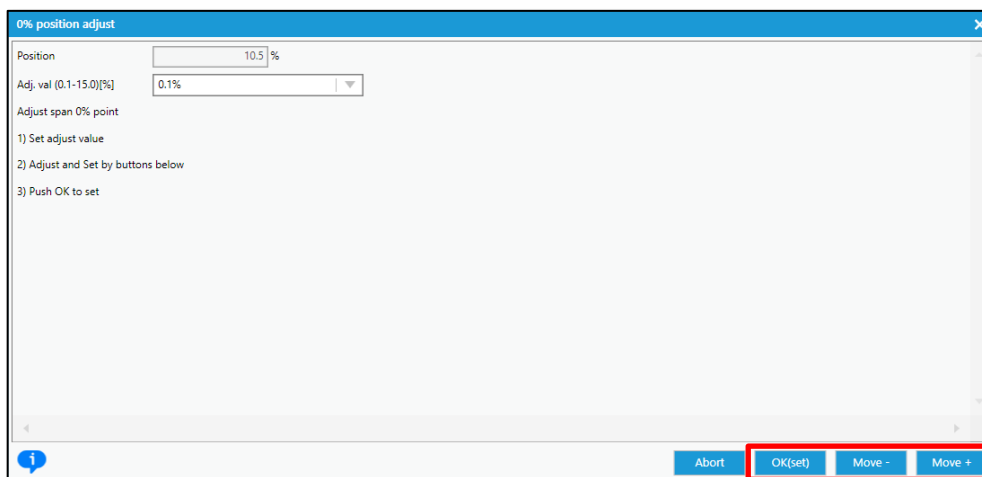 0% position adjust
Position 10.5 %
Adj. val (0.1-15.0)[%] 0.1%
Adjust span 0% point
1) Set adjust value
2) Adjust and Set by buttons below
3) Push OK to set
Abort OK(set) Move - Move +